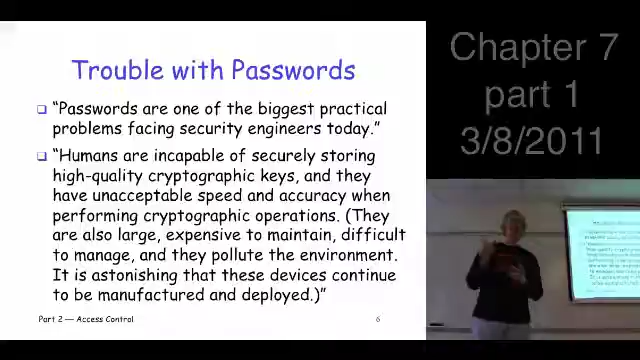 Trouble with Passwords
❑ “Passwords are one of the biggest practical
problems facing security engineers today.”
❑ “Humans are incapable of securely storing
high-quality cryptographic keys, and they
have unacceptable speed and accuracy when
performing cryptographic operations. (They
are also large, expensive to maintain, difficult
to manage, and they pollute the environment.
It is astonishing that these devices continue
to be manufactured and deployed.)”
Part 2 — Access Control
6
Chapter 7
part 1
3/8/2011